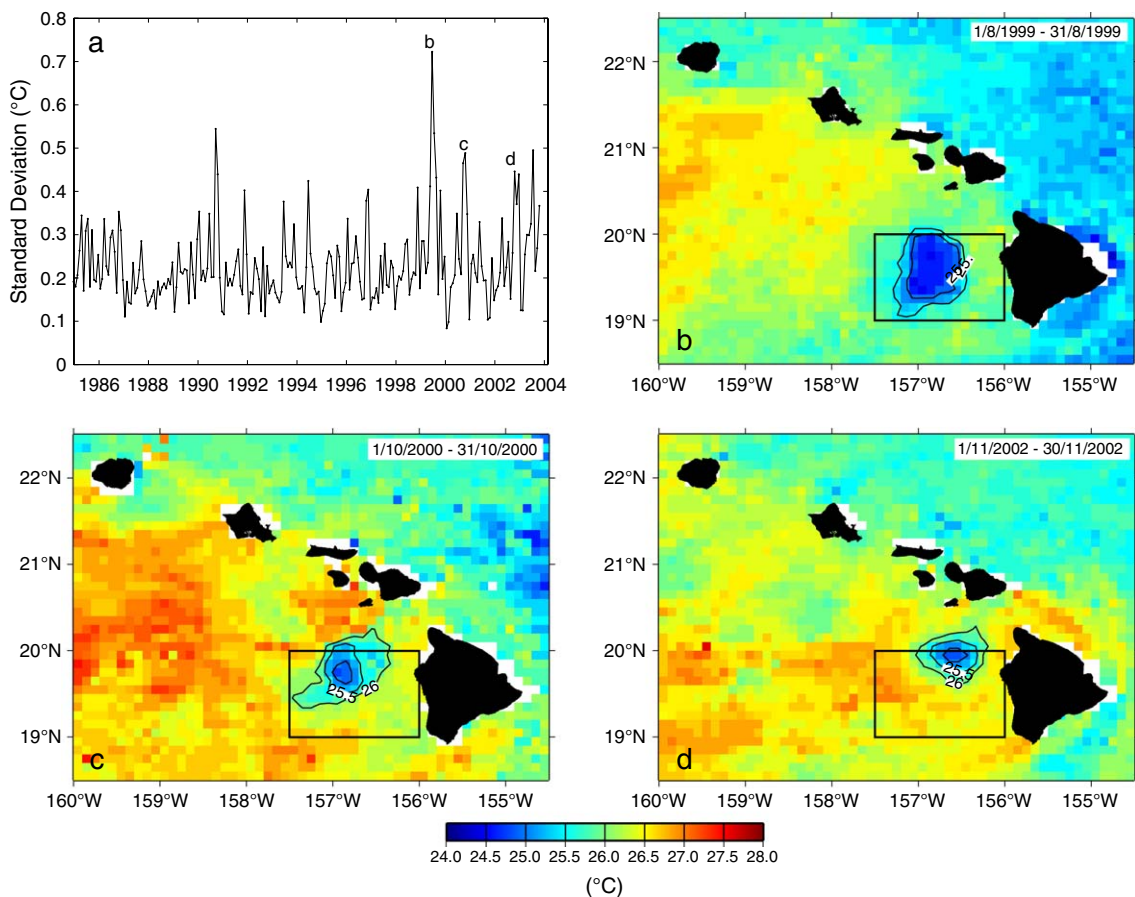 a
b
c
d
Standard Deviation (°C)
0.8
0.7
0.6
0.5
0.4
0.3
0.2
0.1
0
1986 1988 1990 1992 1994 1996 1998 2000 2002 2004
1/8/1999 - 31/8/1999
22°N
21°N
20°N
19°N
25.
26
b
160°W 159°W 158°W 157°W 156°W 155°W
1/10/2000 - 31/10/2000
22°N
21°N
20°N
19°N
25.5
26
c
160°W 159°W 158°W 157°W 156°W 155°W
1/11/2002 - 30/11/2002
22°N
21°N
20°N
19°N
25.5
26
d
160°W 159°W 158°W 157°W 156°W 155°W
24.0 24.5 25.0 25.5 26.0 26.5 27.0 27.5 28.0
(°C)